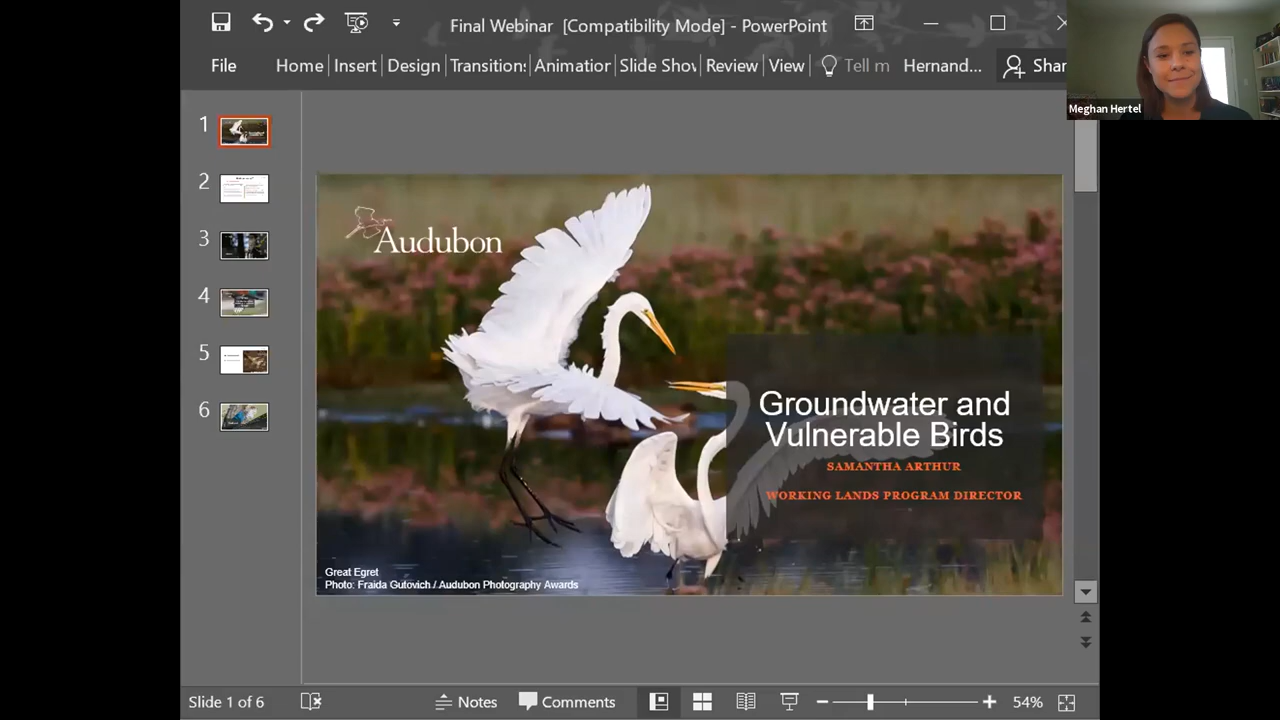 Final Webinar [Compatibility Mode] - PowerPoint
File Home Insert Design Transitions Animation Slide Shov Review View Tell m Hernand... Shar
Meghan Hertel
1
2
3
4
5
6
Audubon
Groundwater and
Vulnerable Birds
SAMANTHA ARTHUR
WORKING LANDS PROGRAM DIRECTOR
Great Egret
Photo: Fraida Gutovich / Audubon Photography Awards
Slide 1 of 6 Notes Comments 54%